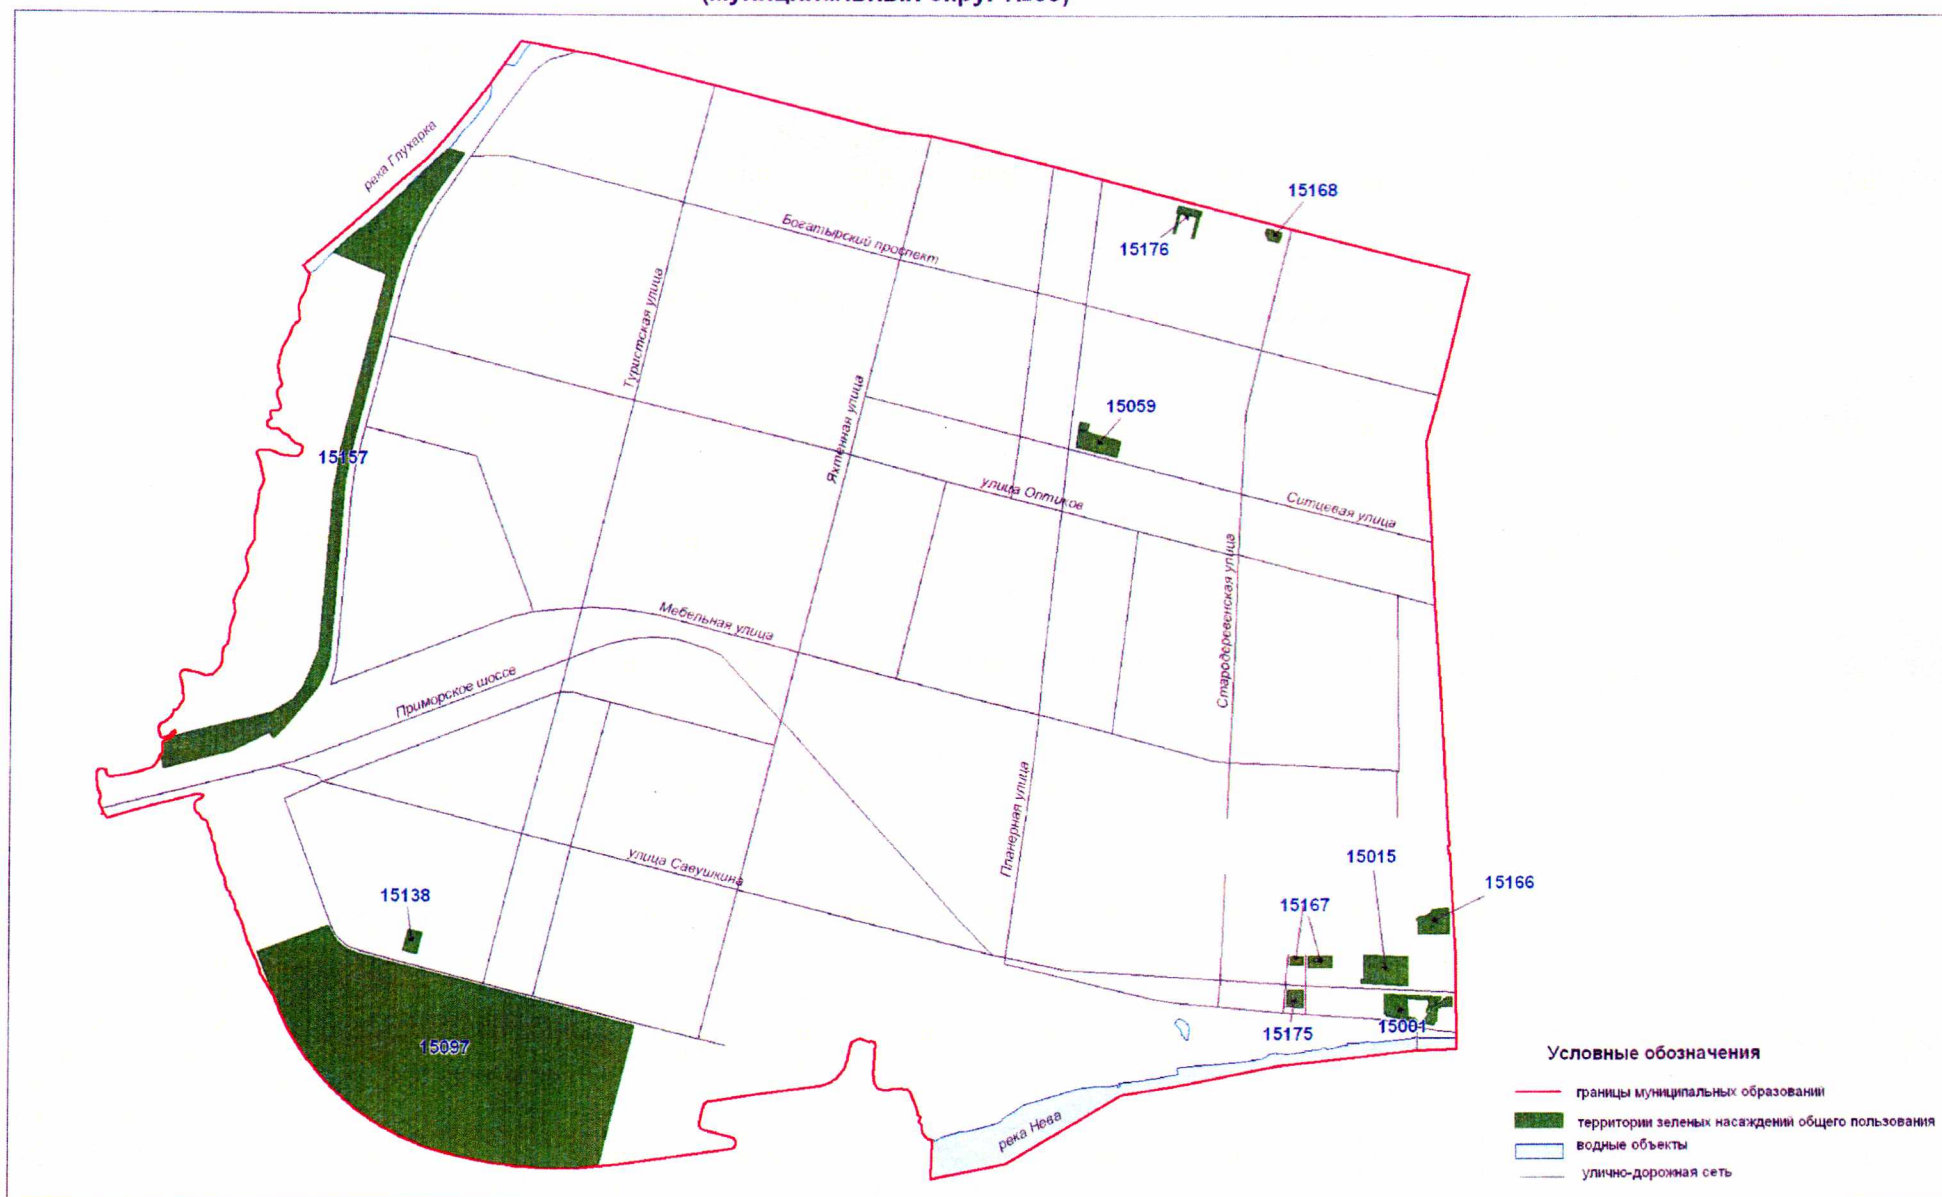 река Глухарка
15168
Богатырский проспект
15176
Туристская улица
15059
Яхтенная улица
15157
улица Оптиков
Ситцевая улица
Стародеревенская улица
Мебельная улица
Приморское шоссе
Планерная улица
улица Савушкина
15015
15166
15138
15167
15175
15001
15097
река Нева
Условные обозначения
границы муниципальных образований
территории зеленых насаждений общего пользования
водные объекты
улично-дорожная сеть